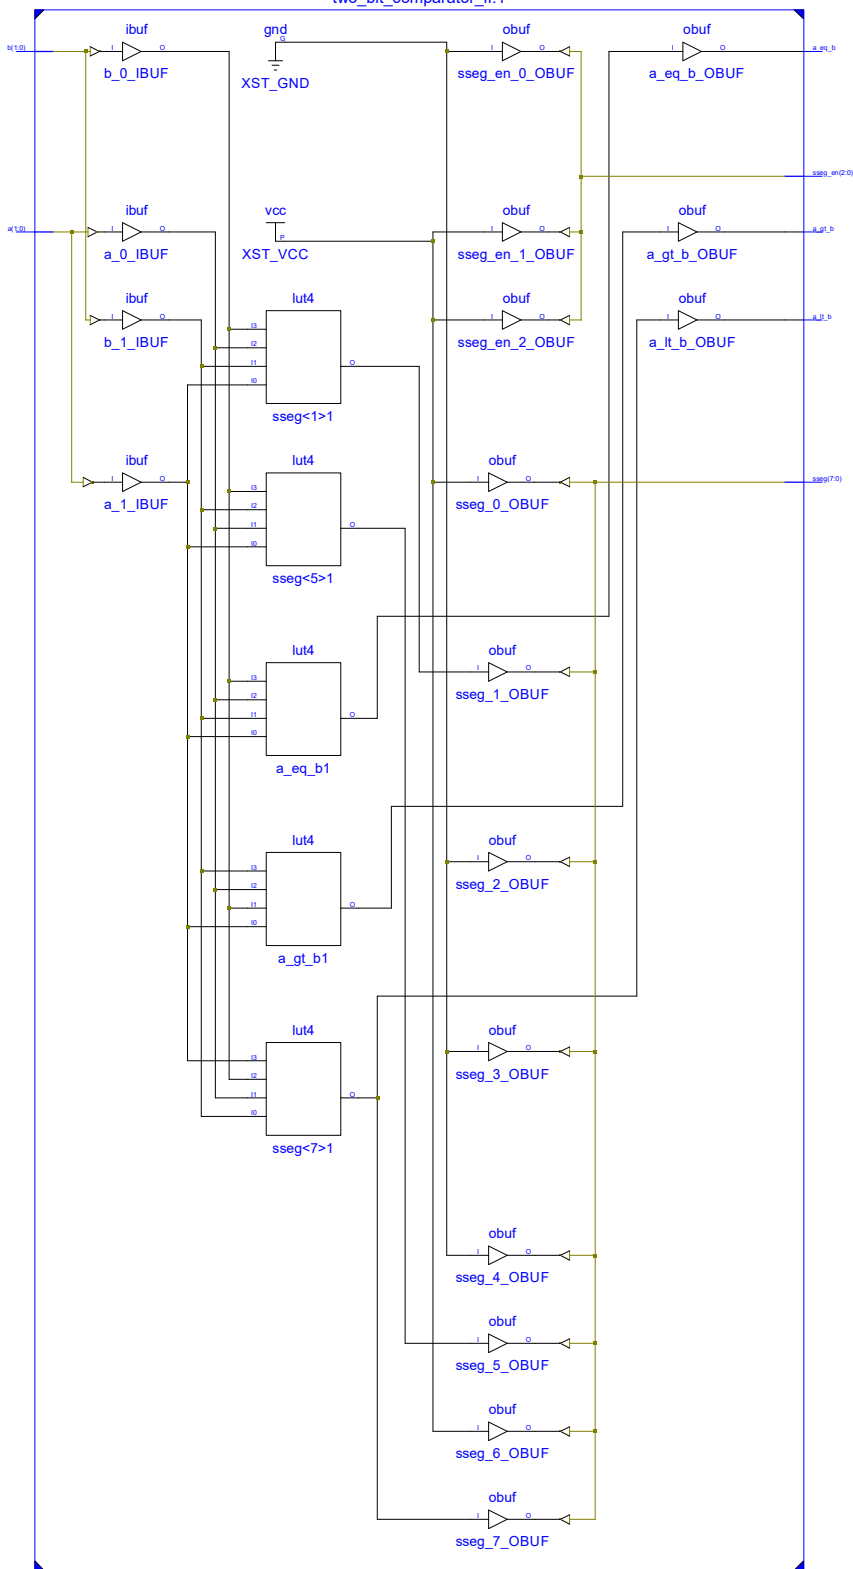 ibuf
gnd
obuf
obuf
b(1:0)
I
O
G
I
O
I
O
a_eq_b
b_0_IBUF
XST_GND
sseg_en_0_OBUF
a_eq_b_OBUF
sseg_en(2:0)
ibuf
vcc
obuf
obuf
a(1:0)
I
O
P
I
O
I
O
a_gt_b
a_0_IBUF
XST_VCC
sseg_en_1_OBUF
a_gt_b_OBUF
ibuf
lut4
obuf
obuf
I
O
I3
I
O
I
O
a_lt_b
b_1_IBUF
I2
sseg_en_2_OBUF
a_lt_b_OBUF
I1
O
I0
sseg<1>1
ibuf
lut4
obuf
I
O
I
O
sseg(7:0)
a_1_IBUF
I3
sseg_0_OBUF
I2
I1
O
I0
sseg<5>1
lut4
obuf
I3
I
O
I2
sseg_1_OBUF
I1
O
I0
a_eq_b1
lut4
obuf
I3
I
O
I2
sseg_2_OBUF
I1
O
I0
a_gt_b1
lut4
obuf
I3
I
O
I2
sseg_3_OBUF
I1
O
I0
sseg<7>1
obuf
I
O
sseg_4_OBUF
obuf
I
O
sseg_5_OBUF
obuf
I
O
sseg_6_OBUF
obuf
I
O
sseg_7_OBUF